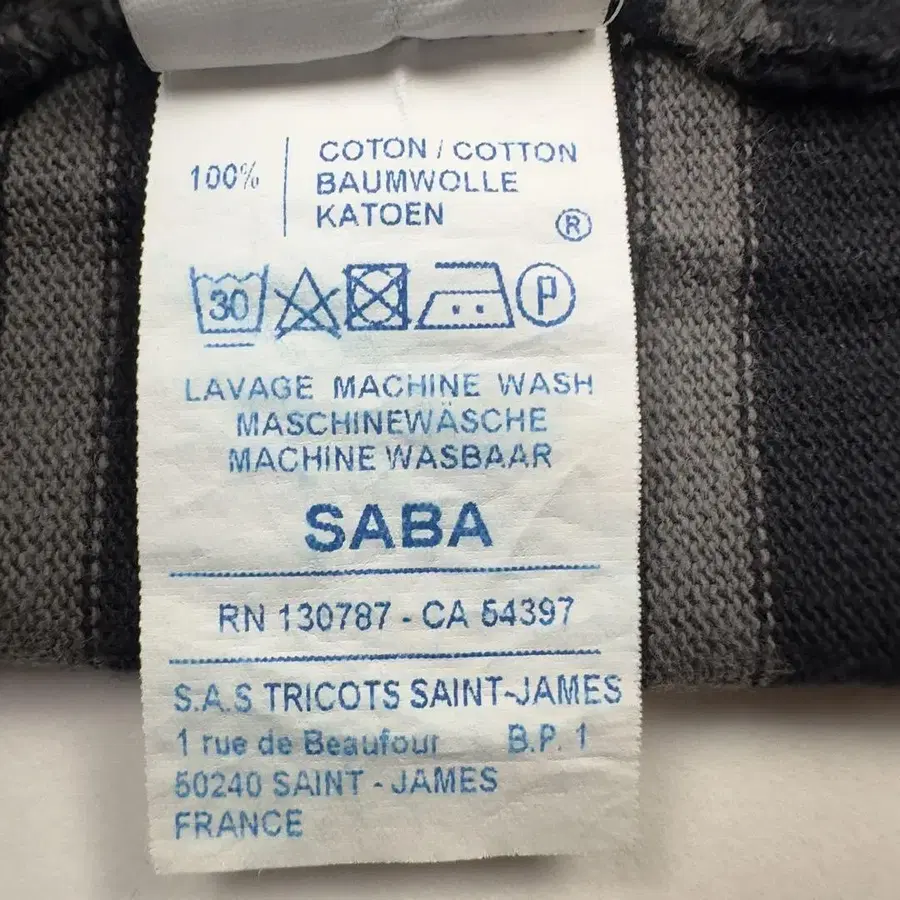 100%
COTON / COTTON
BAUMWOLLE
KATOEN
®
30
P
LAVAGE MACHINE WASH
MASCHINEWÄSCHE
MACHINE WASBAAR
SABA
RN 130787 - CA 54397
S.A.S TRICOTS SAINT-JAMES
1 rue de Beaufour B.P. 1
50240 SAINT - JAMES
FRANCE